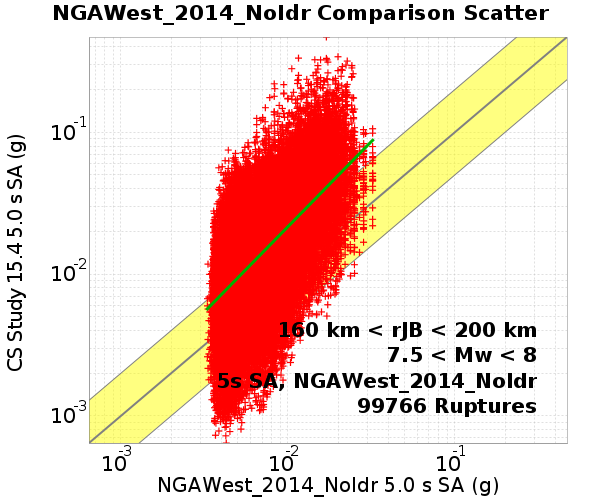 NGAWest_2014_NoIdr Comparison Scatter
CS Study 15.4 5.0 s SA (g)
10-1
10-2
10-3
160 km < rJB < 200 km
7.5 < Mw < 8
5s SA, NGAWest_2014_NoIdr
99766 Ruptures
10-3 10-2 10-1
NGAWest_2014_NoIdr 5.0 s SA (g)